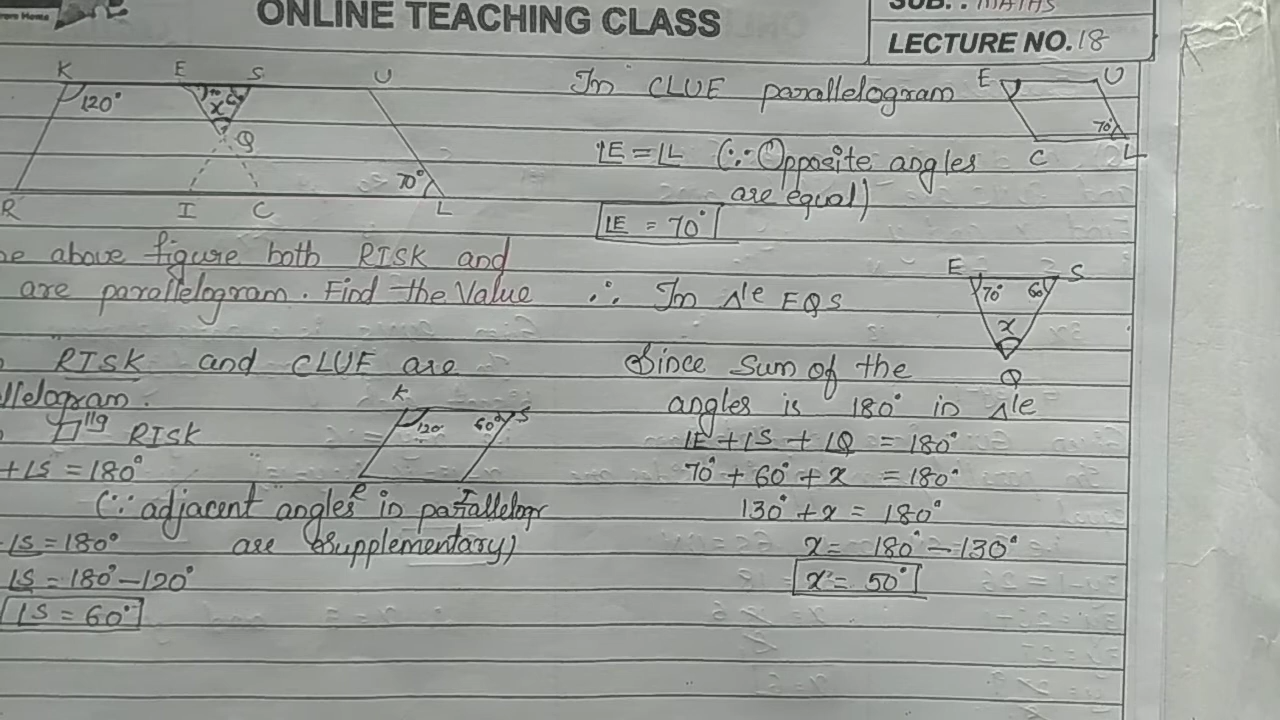 ONLINE TEACHING CLASS
SUB. : MATHS
LECTURE NO. 18
K E S U
120° x
Q
70°
R I C L
above figure both RISK and
are parallelogram. Find the Value
RISK and CLUE are
RISK
K S
120° 60°
R I
+∠S = 180°
(∵ adjacent angles in parallelogr
are supplementary)
∠S = 180°
∠S = 180° - 120°
∠S = 60°
In CLUE parallelogram
E U
70°
C L
∠E = ∠L (∵ Opposite angles
are equal)
∠E = 70°
∴ In △le EQS
E S
70° 60°
x
Q
Since Sum of the
angles is 180° in △le
∠E + ∠S + ∠Q = 180°
70° + 60° + x = 180°
130° + x = 180°
x = 180° - 130°
x = 50°